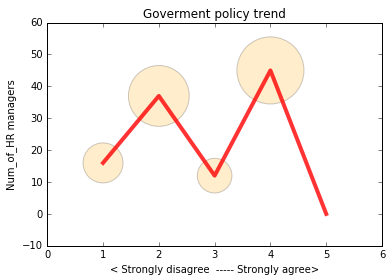 Goverment policy trend
60
50
40
30
20
10
0
−10
Num_of_HR managers
0 1 2 3 4 5 6
< Strongly disagree ----- Strongly agree>